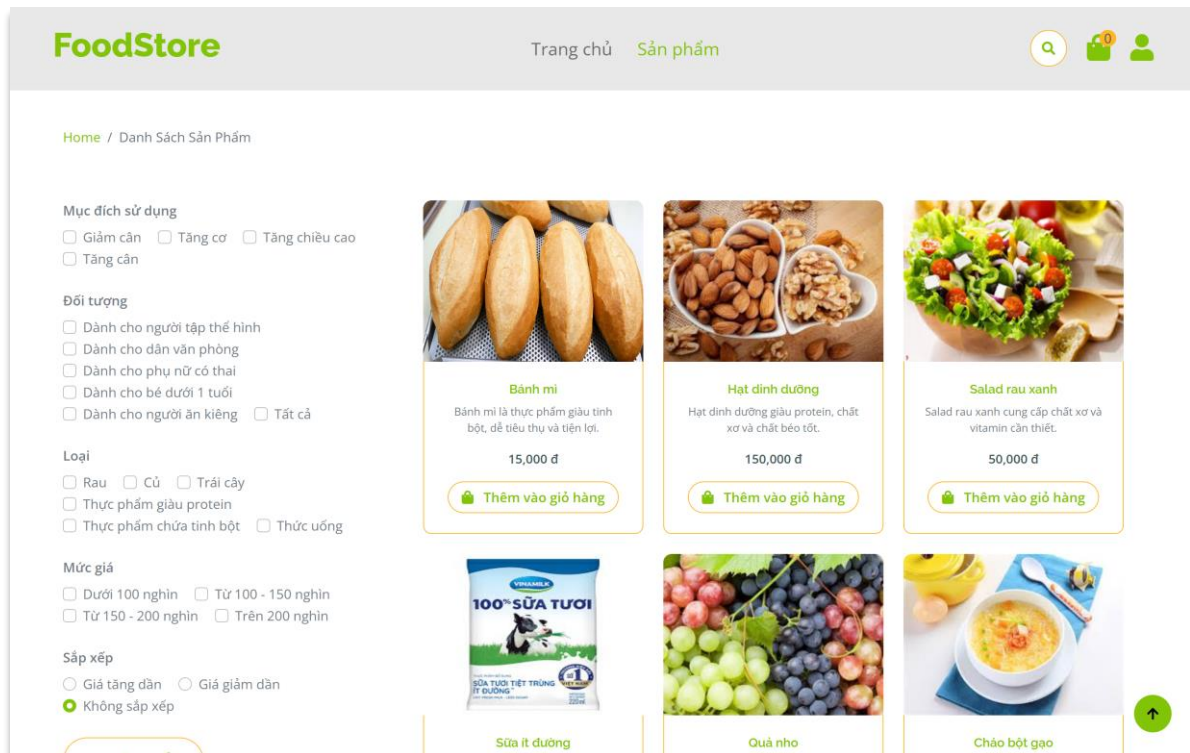 FoodStore
Trang chủ Sản phẩm
0
Home / Danh Sách Sản Phẩm
Mục đích sử dụng
Giảm cân Tăng cơ Tăng chiều cao
Tăng cân
Đối tượng
Dành cho người tập thể hình
Dành cho dân văn phòng
Dành cho phụ nữ có thai
Dành cho bé dưới 1 tuổi
Dành cho người ăn kiêng Tất cả
Loại
Rau Củ Trái cây
Thực phẩm giàu protein
Thực phẩm chứa tinh bột Thức uống
Mức giá
Dưới 100 nghìn Từ 100 - 150 nghìn
Từ 150 - 200 nghìn Trên 200 nghìn
Sắp xếp
Giá tăng dần Giá giảm dần
Không sắp xếp
Bánh mì
Bánh mì là thực phẩm giàu tinh
bột, dễ tiêu thụ và tiện lợi.
15,000 đ
Thêm vào giỏ hàng
Hạt dinh dưỡng
Hạt dinh dưỡng giàu protein, chất
xơ và chất béo tốt.
150,000 đ
Thêm vào giỏ hàng
Salad rau xanh
Salad rau xanh cung cấp chất xơ và
vitamin cần thiết.
50,000 đ
Thêm vào giỏ hàng
VINAMILK
100% SỮA TƯƠI
SỮA TƯƠI TIỆT TRÙNG
ÍT ĐƯỜNG
220ml
Sữa ít đường
Quả nho
Cháo bột gạo